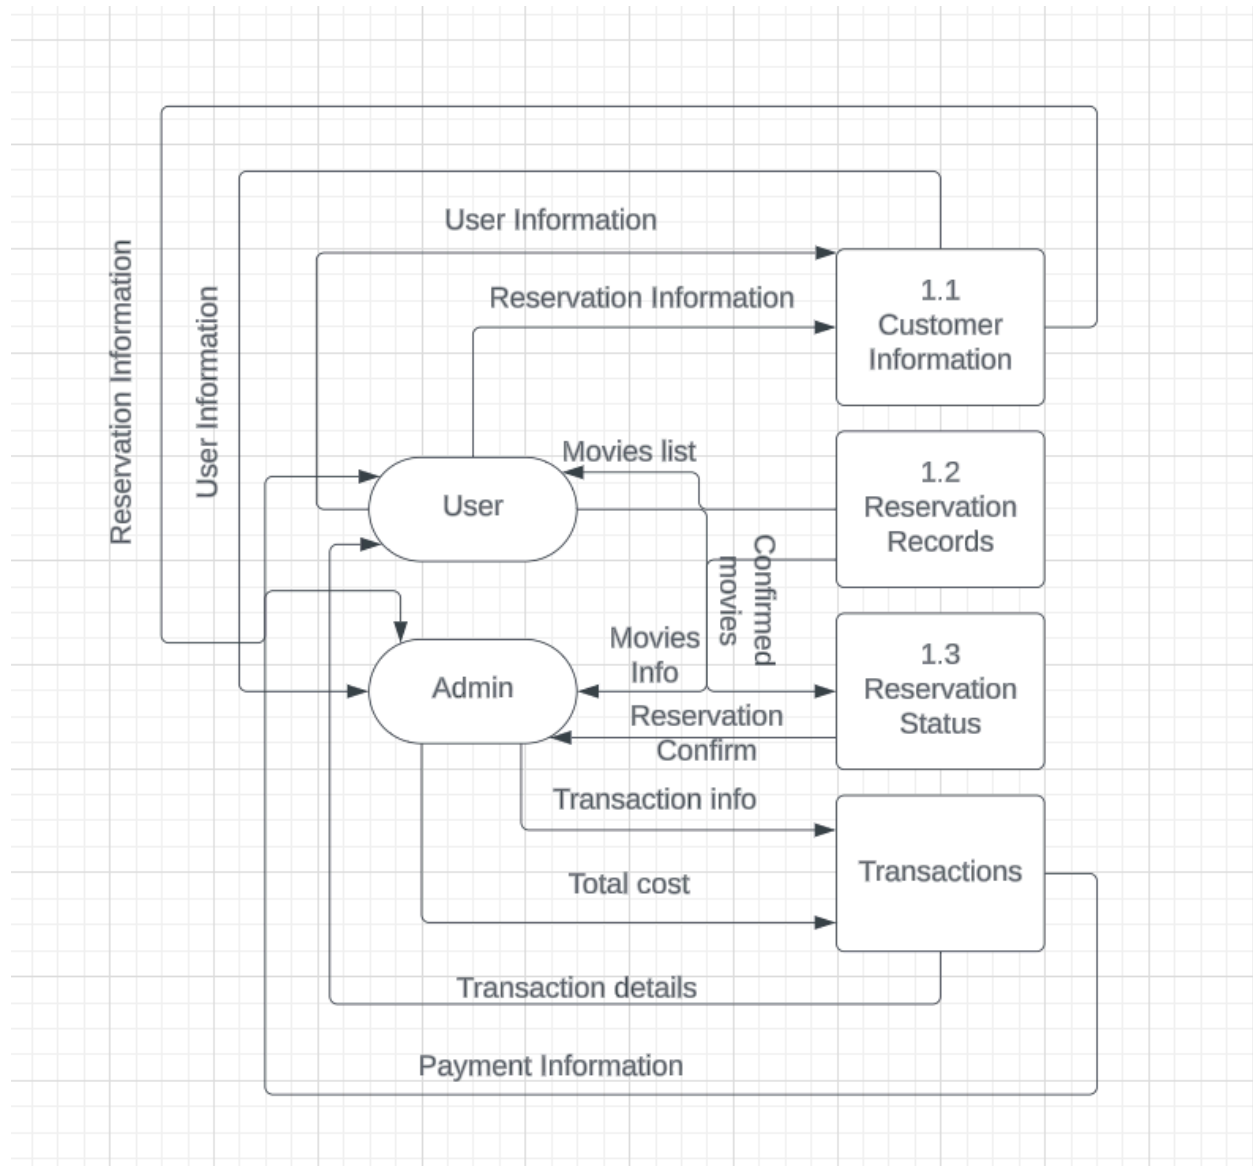 User Information
Reservation Information
User Information
Reservation Information
1.1
Customer
Information
Movies list
User
1.2
Reservation
Records
Confirmed
movies
Movies
Info
Admin
1.3
Reservation
Status
Reservation
Confirm
Transaction info
Total cost
Transactions
Transaction details
Payment Information